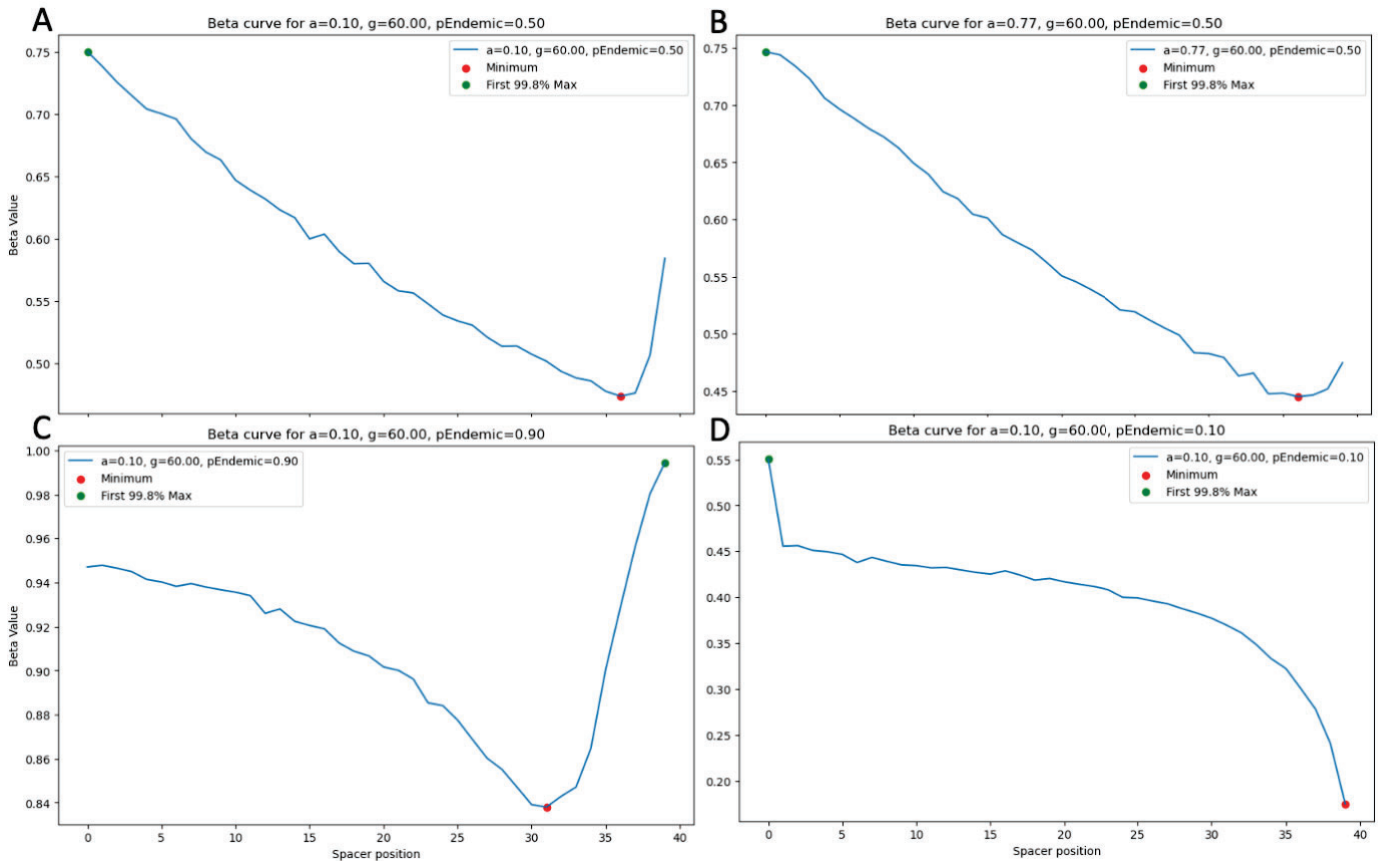 A
Beta curve for a=0.10, g=60.00, pEndemic=0.50
a=0.10, g=60.00, pEndemic=0.50
Minimum
First 99.8% Max
0.75
0.70
0.65
0.60
0.55
0.50
Beta Value
B
Beta curve for a=0.77, g=60.00, pEndemic=0.50
a=0.77, g=60.00, pEndemic=0.50
Minimum
First 99.8% Max
0.75
0.70
0.65
0.60
0.55
0.50
0.45
C
Beta curve for a=0.10, g=60.00, pEndemic=0.90
a=0.10, g=60.00, pEndemic=0.90
Minimum
First 99.8% Max
1.00
0.98
0.96
0.94
0.92
0.90
0.88
0.86
0.84
Beta Value
0 5 10 15 20 25 30 35 40
Spacer position
D
Beta curve for a=0.10, g=60.00, pEndemic=0.10
a=0.10, g=60.00, pEndemic=0.10
Minimum
First 99.8% Max
0.55
0.50
0.45
0.40
0.35
0.30
0.25
0.20
0 5 10 15 20 25 30 35 40
Spacer position